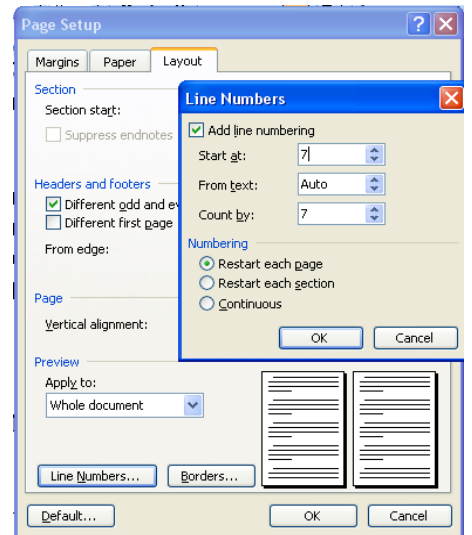 Page Setup
Margins
Paper
Layout
Section
Section start:
Suppress endnotes
Headers and footers
Different odd and ev
Different first page
From edge:
Page
Vertical alignment:
Preview
Apply to:
Whole document
Line Numbers...
Borders...
Default...
OK
Cancel
Line Numbers
Add line numbering
Start at:
7
From text:
Auto
Count by:
7
Numbering
Restart each page
Restart each section
Continuous
OK
Cancel